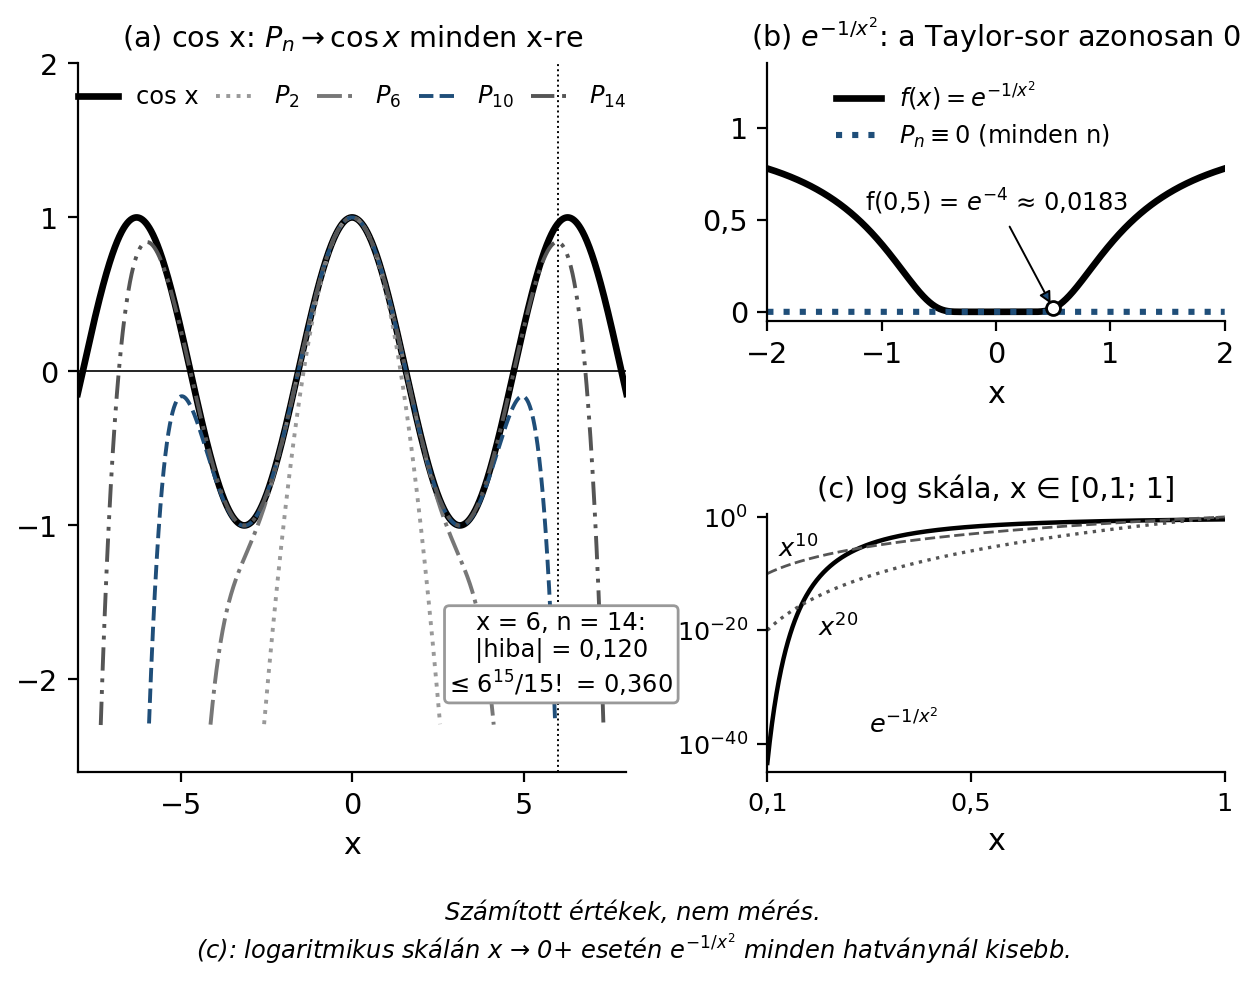 (a) cos x: Pₙ → cos x minden x-re
2
1
0
−1
−2
cos x P₂ P₆ P₁₀ P₁₄
x = 6, n = 14:
|hiba| = 0,120
≤ 6¹⁵/15! = 0,360
−5 0 5
x
(b) e^{−1/x²}: a Taylor-sor azonosan 0
f(x) = e^{−1/x²}
Pₙ ≡ 0 (minden n)
f(0,5) = e⁻⁴ ≈ 0,0183
1
0,5
0
−2 −1 0 1 2
x
(c) log skála, x ∈ [0,1; 1]
10⁰
10⁻²⁰
10⁻⁴⁰
x¹⁰
x²⁰
e^{−1/x²}
0,1 0,5 1
x
Számított értékek, nem mérés.
(c): logaritmikus skálán x → 0+ esetén e^{−1/x²} minden hatványnál kisebb.